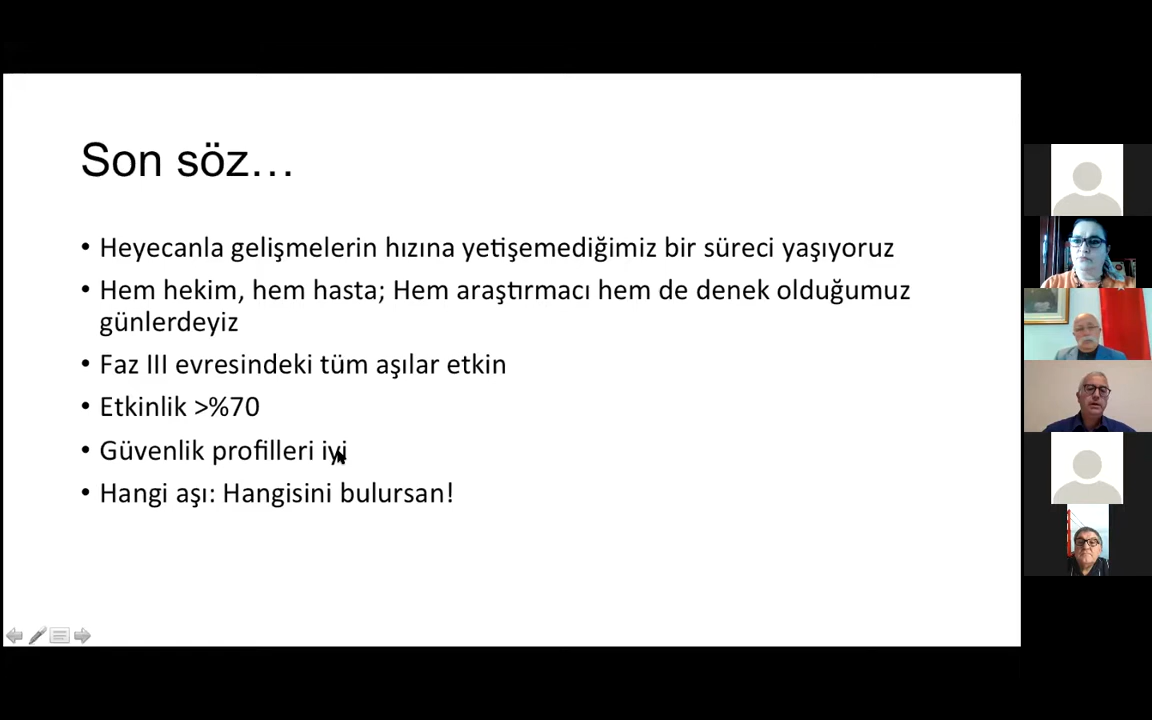 Son söz…
• Heyecanla gelişmelerin hızına yetişemediğimiz bir süreci yaşıyoruz
• Hem hekim, hem hasta; Hem araştırmacı hem de denek olduğumuz
günlerdeyiz
• Faz III evresindeki tüm aşılar etkin
• Etkinlik >%70
• Güvenlik profilleri iyi
• Hangi aşı: Hangisini bulursan!